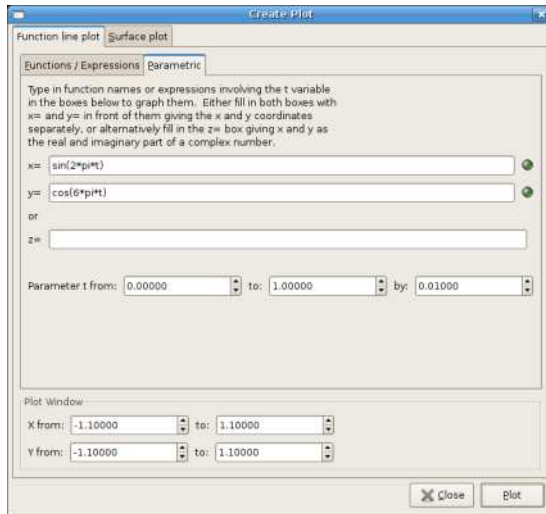 Create Plot
Function line plot Surface plot
Functions / Expressions Parametric
Type in function names or expressions involving the t variable
in the boxes below to graph them. Either fill in both boxes with
x= and y= in front of them giving the x and y coordinates
separately, or alternatively fill in the z= box giving x and y as
the real and imaginary part of a complex number.
x= sin(2*pi*t)
y= cos(6*pi*t)
or
z=
Parameter t from: 0.00000 to: 1.00000 by: 0.01000
Plot Window
X from: -1.10000 to: 1.10000
Y from: -1.10000 to: 1.10000
Close Plot